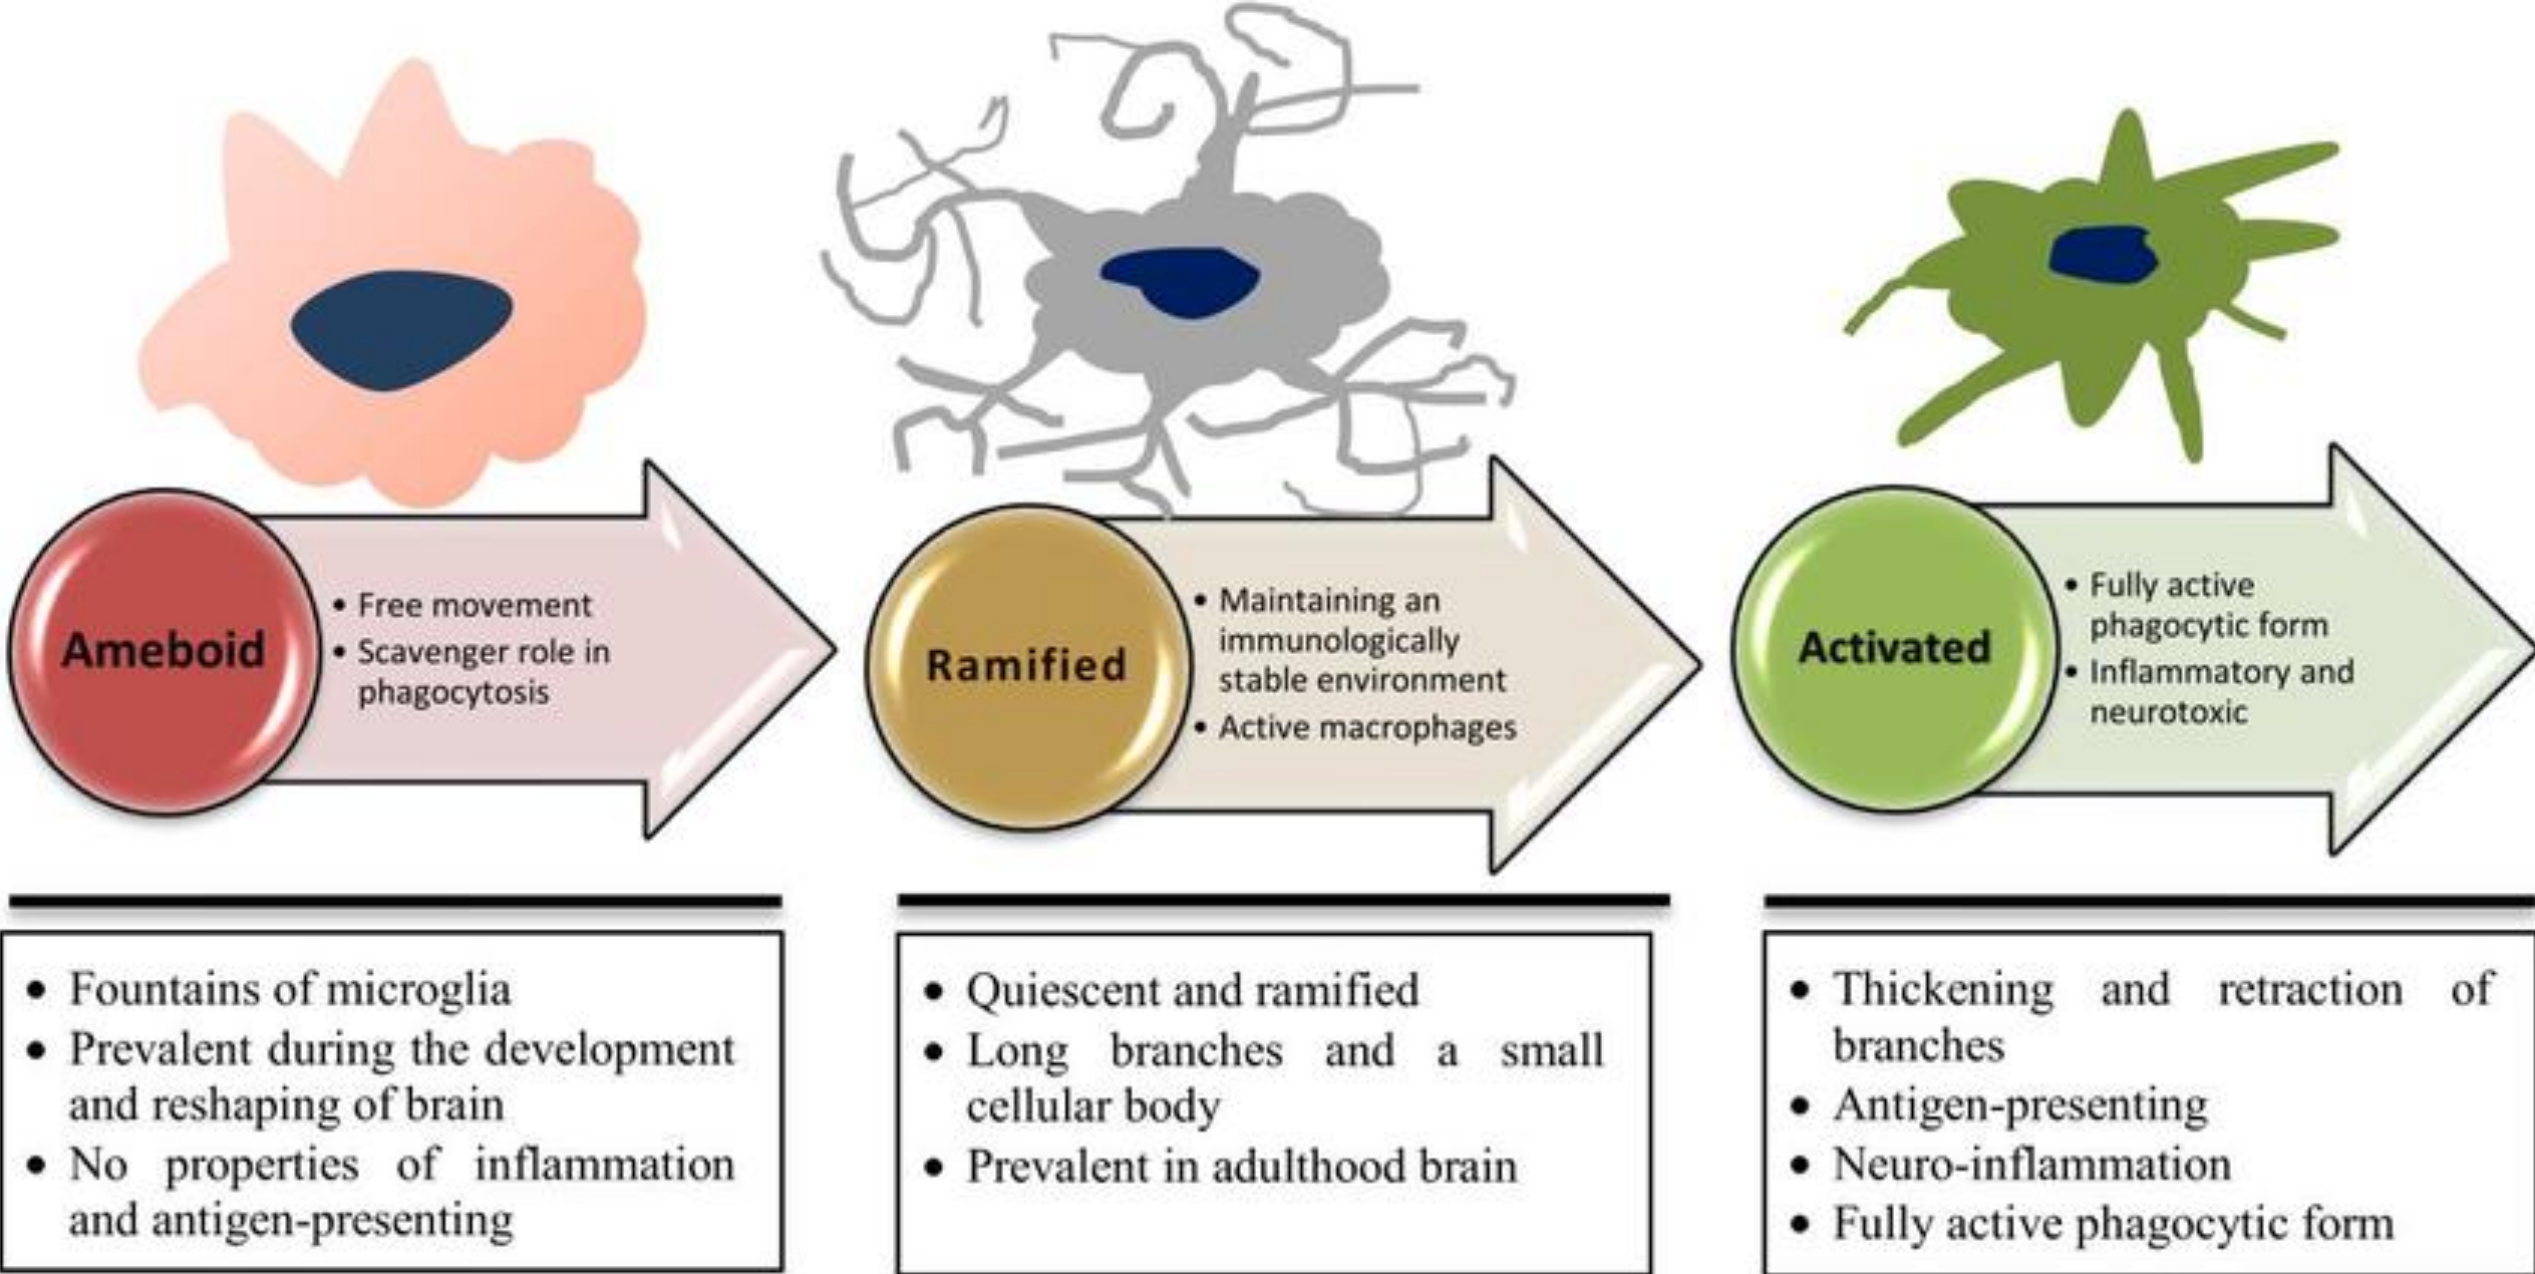 Ameboid
• Free movement
• Scavenger role in
phagocytosis
Ramified
• Maintaining an
immunologically
stable environment
• Active macrophages
Activated
• Fully active
phagocytic form
• Inflammatory and
neurotoxic
• Fountains of microglia
• Prevalent during the development
and reshaping of brain
• No properties of inflammation
and antigen-presenting
• Quiescent and ramified
• Long branches and a small
cellular body
• Prevalent in adulthood brain
• Thickening and retraction of
branches
• Antigen-presenting
• Neuro-inflammation
• Fully active phagocytic form